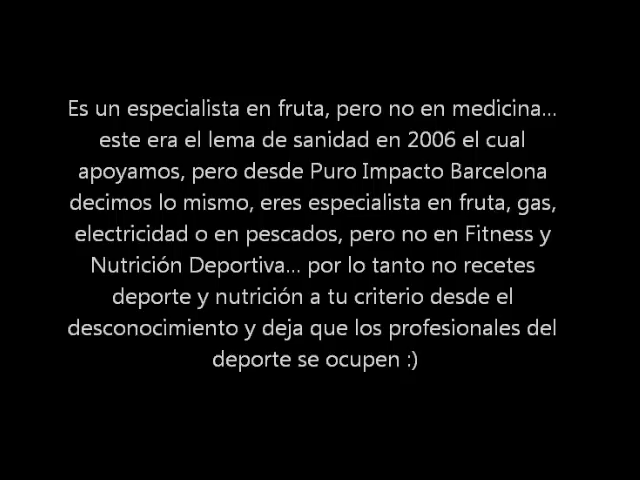 Es un especialista en fruta, pero no en medicina...
este era el lema de sanidad en 2006 el cual
apoyamos, pero desde Puro Impacto Barcelona
decimos lo mismo, eres especialista en fruta, gas,
electricidad o en pescados, pero no en Fitness y
Nutrición Deportiva... por lo tanto no recetes
deporte y nutrición a tu criterio desde el
desconocimiento y deja que los profesionales del
deporte se ocupen :)